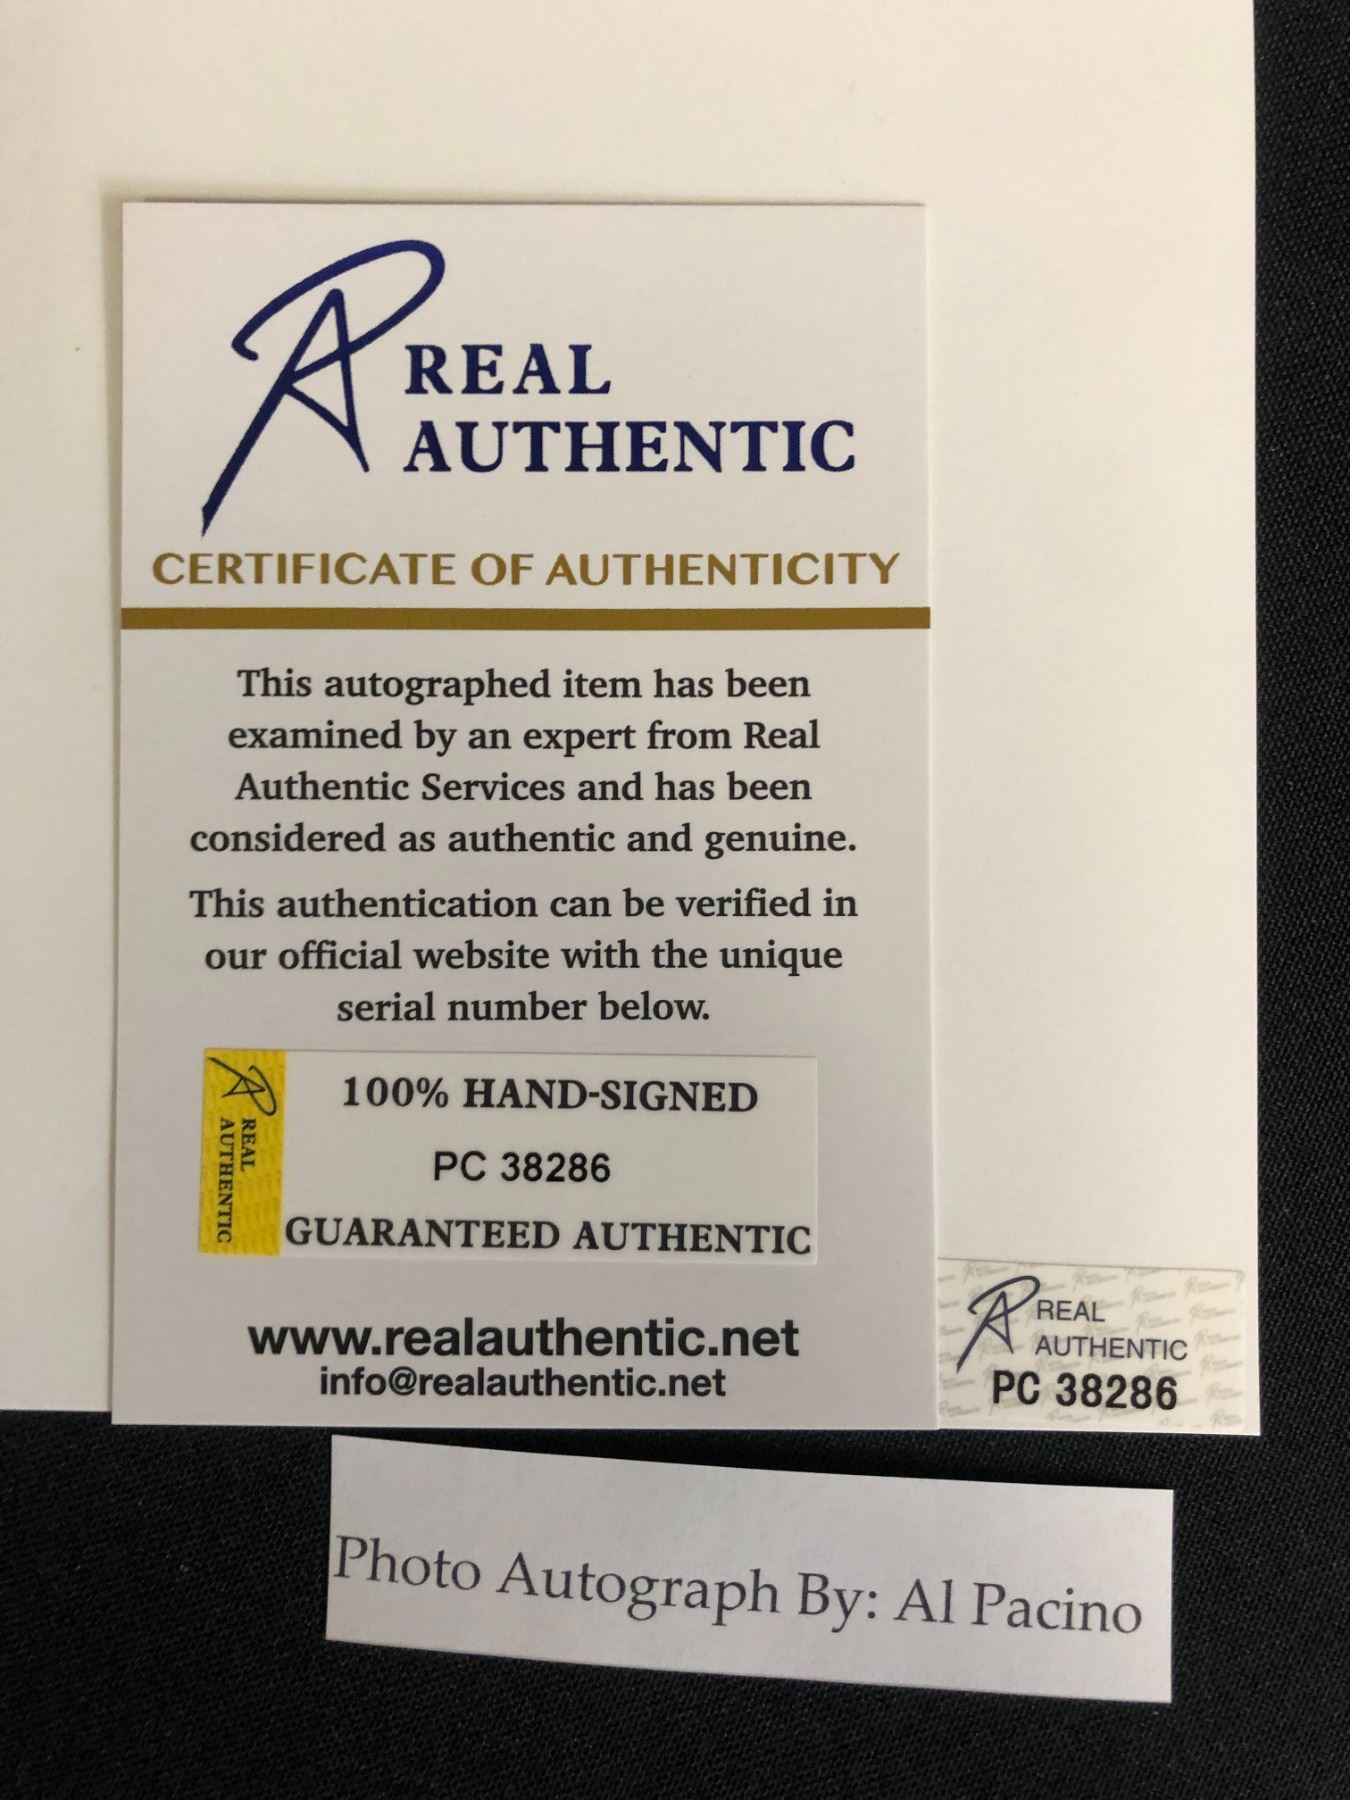 REAL
AUTHENTIC
CERTIFICATE OF AUTHENTICITY
This autographed item has been
examined by an expert from Real
Authentic Services and has been
considered as authentic and genuine.
This authentication can be verified in
our official website with the unique
serial number below.
REAL
AUTHENTIC
100% HAND-SIGNED
PC 38286
GUARANTEED AUTHENTIC
www.realauthentic.net
info@realauthentic.net
REAL
AUTHENTIC
PC 38286
Photo Autograph By: Al Pacino